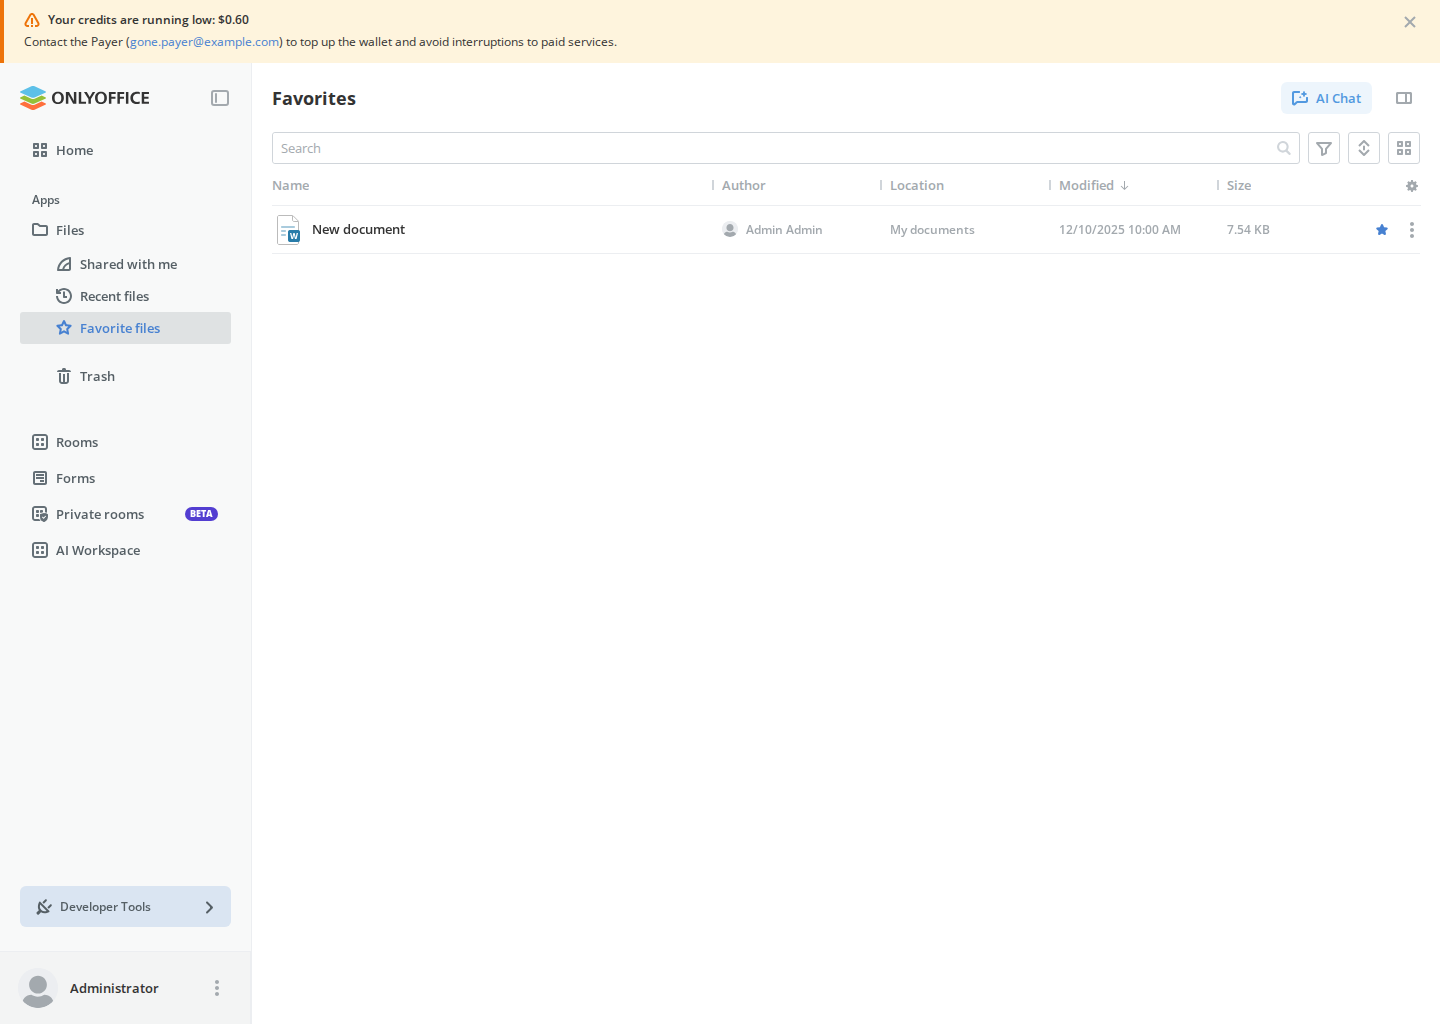 Your credits are running low: $0.60
Contact the Payer (gone.payer@example.com) to top up the wallet and avoid interruptions to paid services.
ONLYOFFICE
Favorites
AI Chat
Home
Search
Apps
Name
Author
Location
Modified
Size
Files
New document
W
Admin Admin
My documents
12/10/2025 10:00 AM
7.54 KB
Shared with me
Recent files
Favorite files
Trash
Rooms
Forms
Private rooms
BETA
AI Workspace
Developer Tools
Administrator